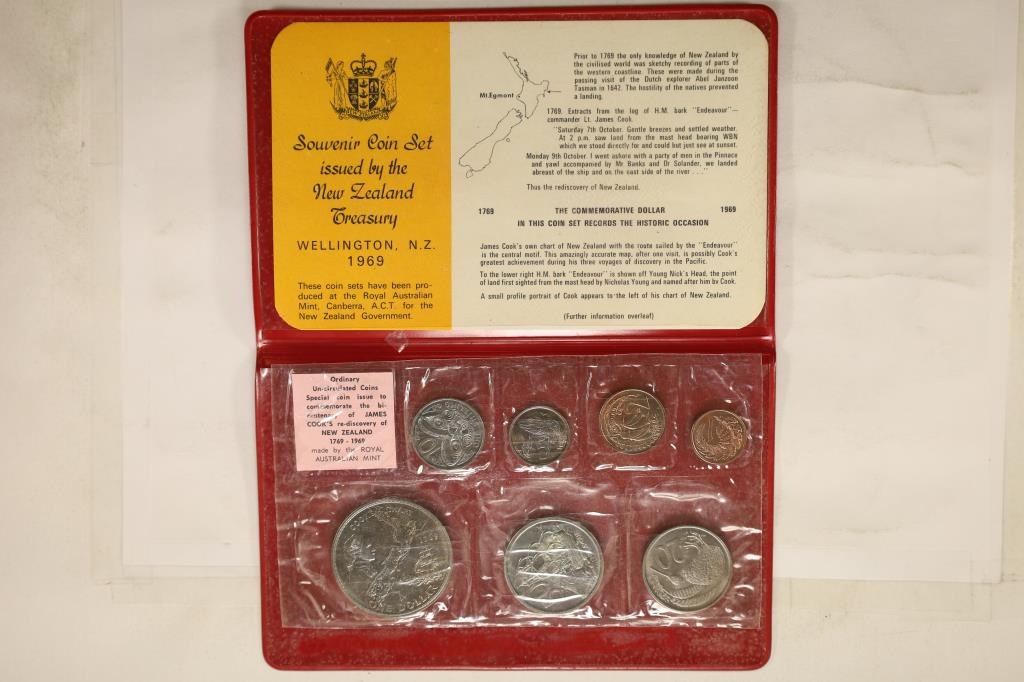 Souvenir Coin Set
issued by the
New Zealand
Treasury
WELLINGTON, N.Z.
1969
These coin sets have been pro-
duced at the Royal Australian
Mint, Canberra, A.C.T. for the
New Zealand Government.
Mt.Egmont
Prior to 1769 the only knowledge of New Zealand by
the civilised world was sketchy recording of parts of
the western coastline. These were made during the
passing visit of the Dutch explorer Abel Janzoon
Tasman in 1642. The hostility of the natives prevented
a landing.
1769. Extracts from the log of H.M. bark "Endeavour"—
commander Lt. James Cook.
"Saturday 7th October. Gentle breezes and settled weather.
At 2 p.m. saw land from the mast head bearing WBN
which we stood directly for and could but just see at sunset.
Monday 9th October. I went ashore with a party of men in the Pinnace
and yawl accompanied by Mr Banks and Dr Solander, we landed
abreast of the ship and on the east side of the river . . ."
Thus the rediscovery of New Zealand.
1769 THE COMMEMORATIVE DOLLAR 1969
IN THIS COIN SET RECORDS THE HISTORIC OCCASION
James Cook's own chart of New Zealand with the route sailed by the "Endeavour"
is the central motif. This amazingly accurate map, after one visit, is possibly Cook's
greatest achievement during his three voyages of discovery in the Pacific.
To the lower right H.M. bark "Endeavour" is shown off Young Nick's Head, the point
of land first sighted from the mast head by Nicholas Young and named after him by Cook.
A small profile portrait of Cook appears to the left of his chart of New Zealand.
(Further information overleaf)
Ordinary
Un-circulated Coins
Special coin issue to
commemorate the bi-
centenary of JAMES
COOK'S re-discovery of
NEW ZEALAND
1769 - 1969
made by the ROYAL
AUSTRALIAN MINT
20
2
1
1969
ONE DOLLAR
50
10